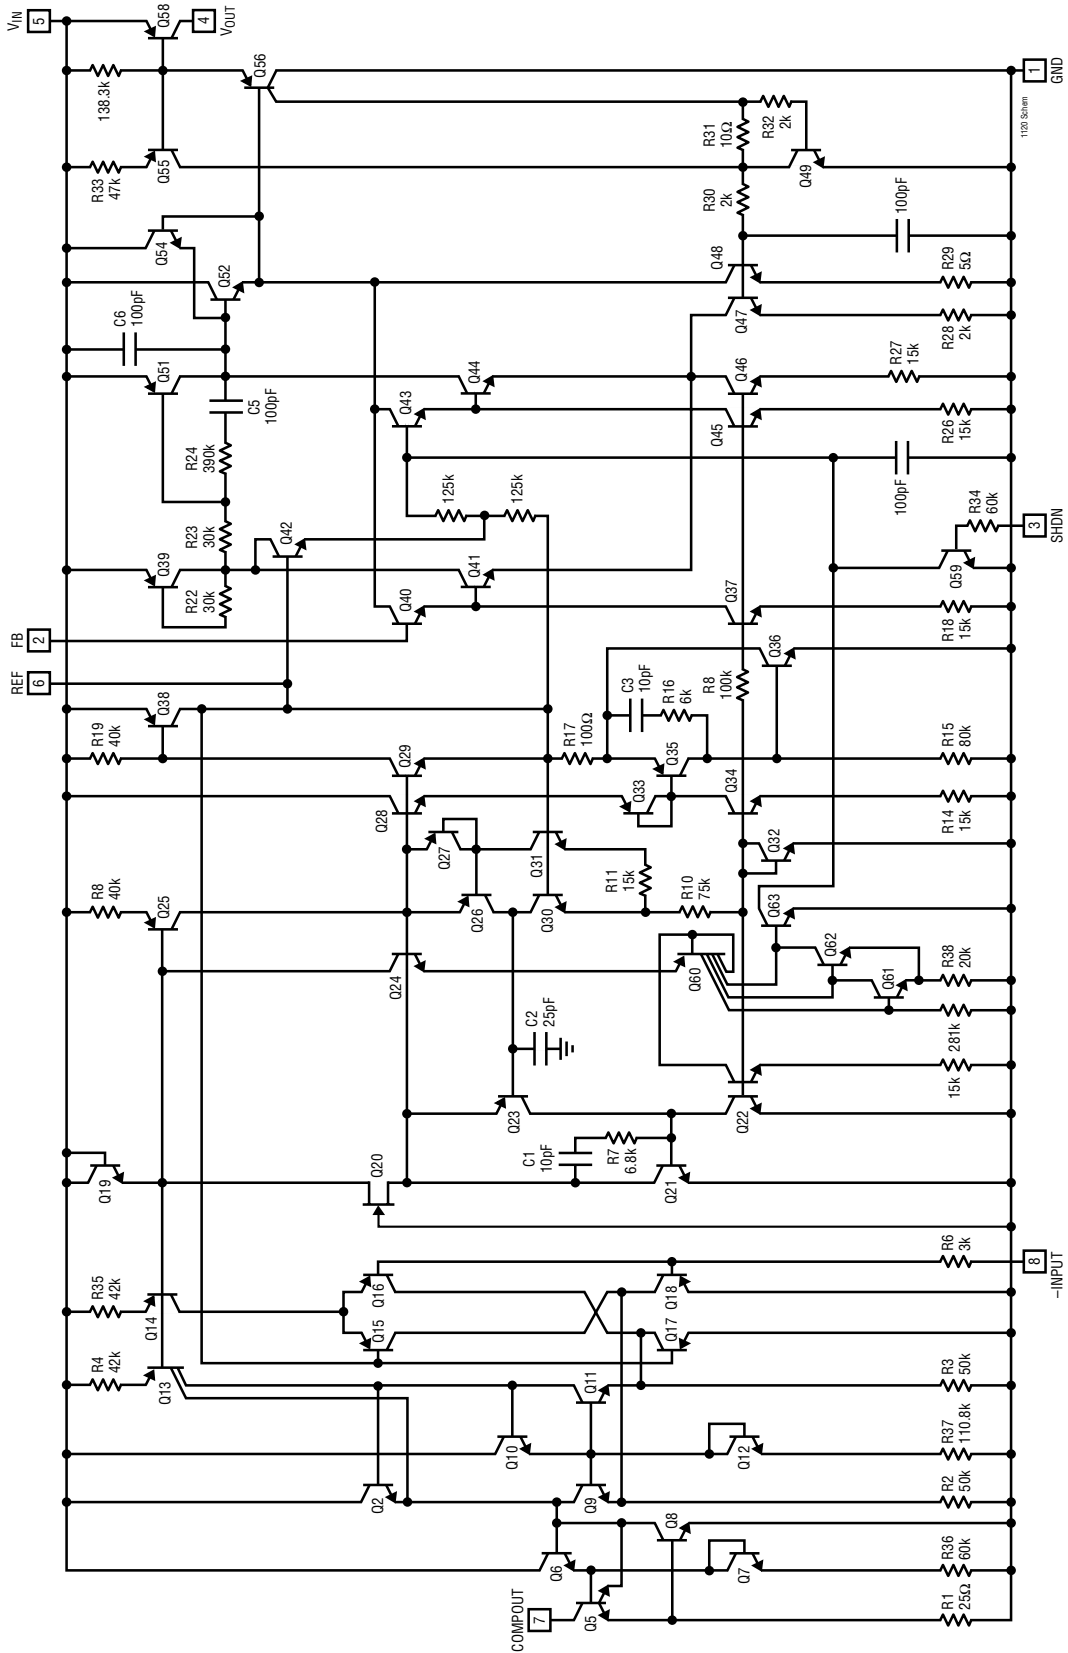 REF
6
FB
2
VIN
5
R4
42k
R35
42k
Q19
R8
40k
R19
40k
R33
47k
138.3k
C6
100pF
Q13
Q14
Q25
Q38
Q39
Q51
Q54
Q55
Q58
4
VOUT
R22
30k
R23
30k
R24
390k
C5
100pF
Q52
Q56
Q42
Q2
Q15
Q16
Q20
Q24
Q28
Q29
Q40
Q43
Q41
Q44
125k
125k
Q27
Q26
COMPOUT
7
Q6
Q10
Q5
Q9
Q11
C1
10pF
Q23
C2
25pF
Q30
Q31
R17
100Ω
R7
6.8k
R11
15k
Q33
C3
10pF
R16
6k
Q8
Q17
Q18
Q21
Q60
R10
75k
Q35
Q7
Q12
Q22
Q34
R8
100k
Q37
Q45
Q46
Q47
Q48
R30
2k
R31
10Ω
R32
2k
Q63
Q32
Q36
Q49
Q62
Q61
100pF
100pF
R27
15k
Q59
R1
25Ω
R36
60k
R2
50k
R37
110.8k
R3
50k
R6
3k
15k
281k
R38
20k
R14
15k
R15
80k
R18
15k
R34
60k
R26
15k
R28
2k
R29
5Ω
8
–INPUT
3
SHDN
1
GND
1120 Schem